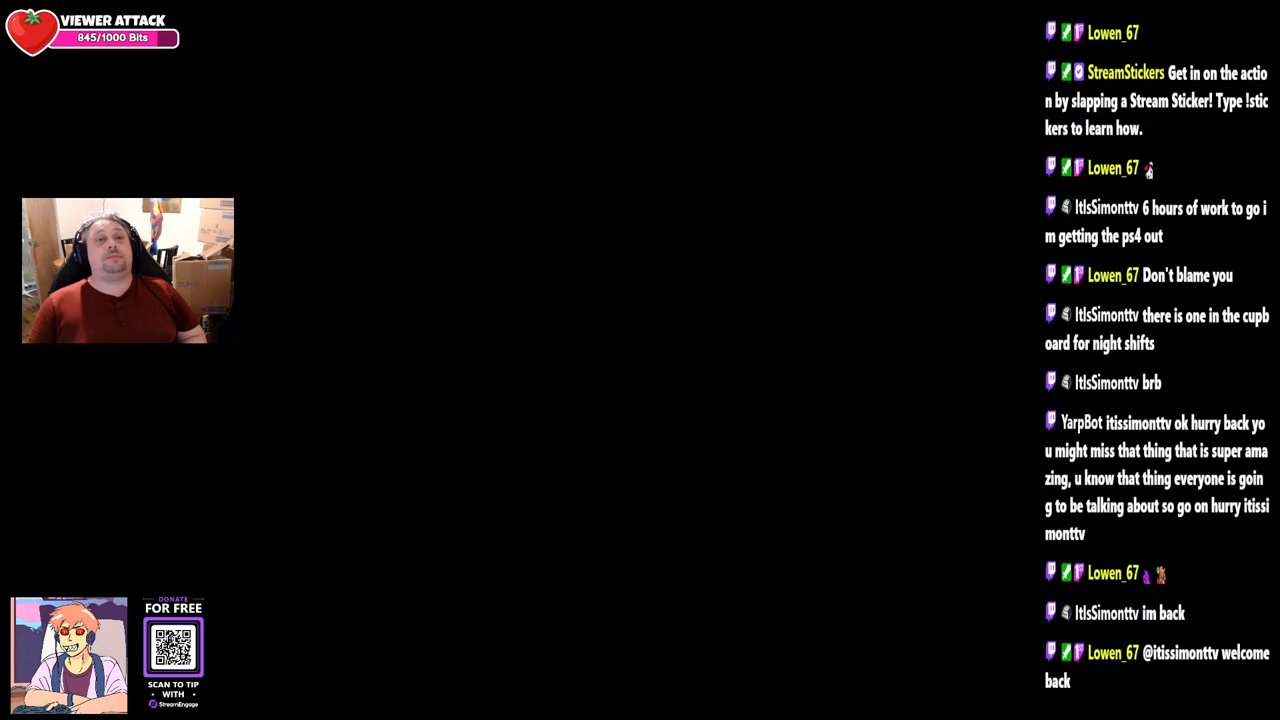 VIEWER ATTACK
845/1000 Bits
Lowen_67
StreamStickers Get in on the actio
n by slapping a Stream Sticker! Type !stic
kers to learn how.
Lowen_67
ItIsSimonttv 6 hours of work to go i
m getting the ps4 out
Lowen_67 Don't blame you
ItIsSimonttv there is one in the cupb
oard for night shifts
ItIsSimonttv brb
YarpBot itissimonttv ok hurry back yo
u might miss that thing that is super ama
zing, u know that thing everyone is goin
g to be talking about so go on hurry itissi
monttv
Lowen_67
ItIsSimonttv im back
Lowen_67 @itissimonttv welcome
back
DONATE
FOR FREE
SCAN TO TIP
WITH
StreamEngage